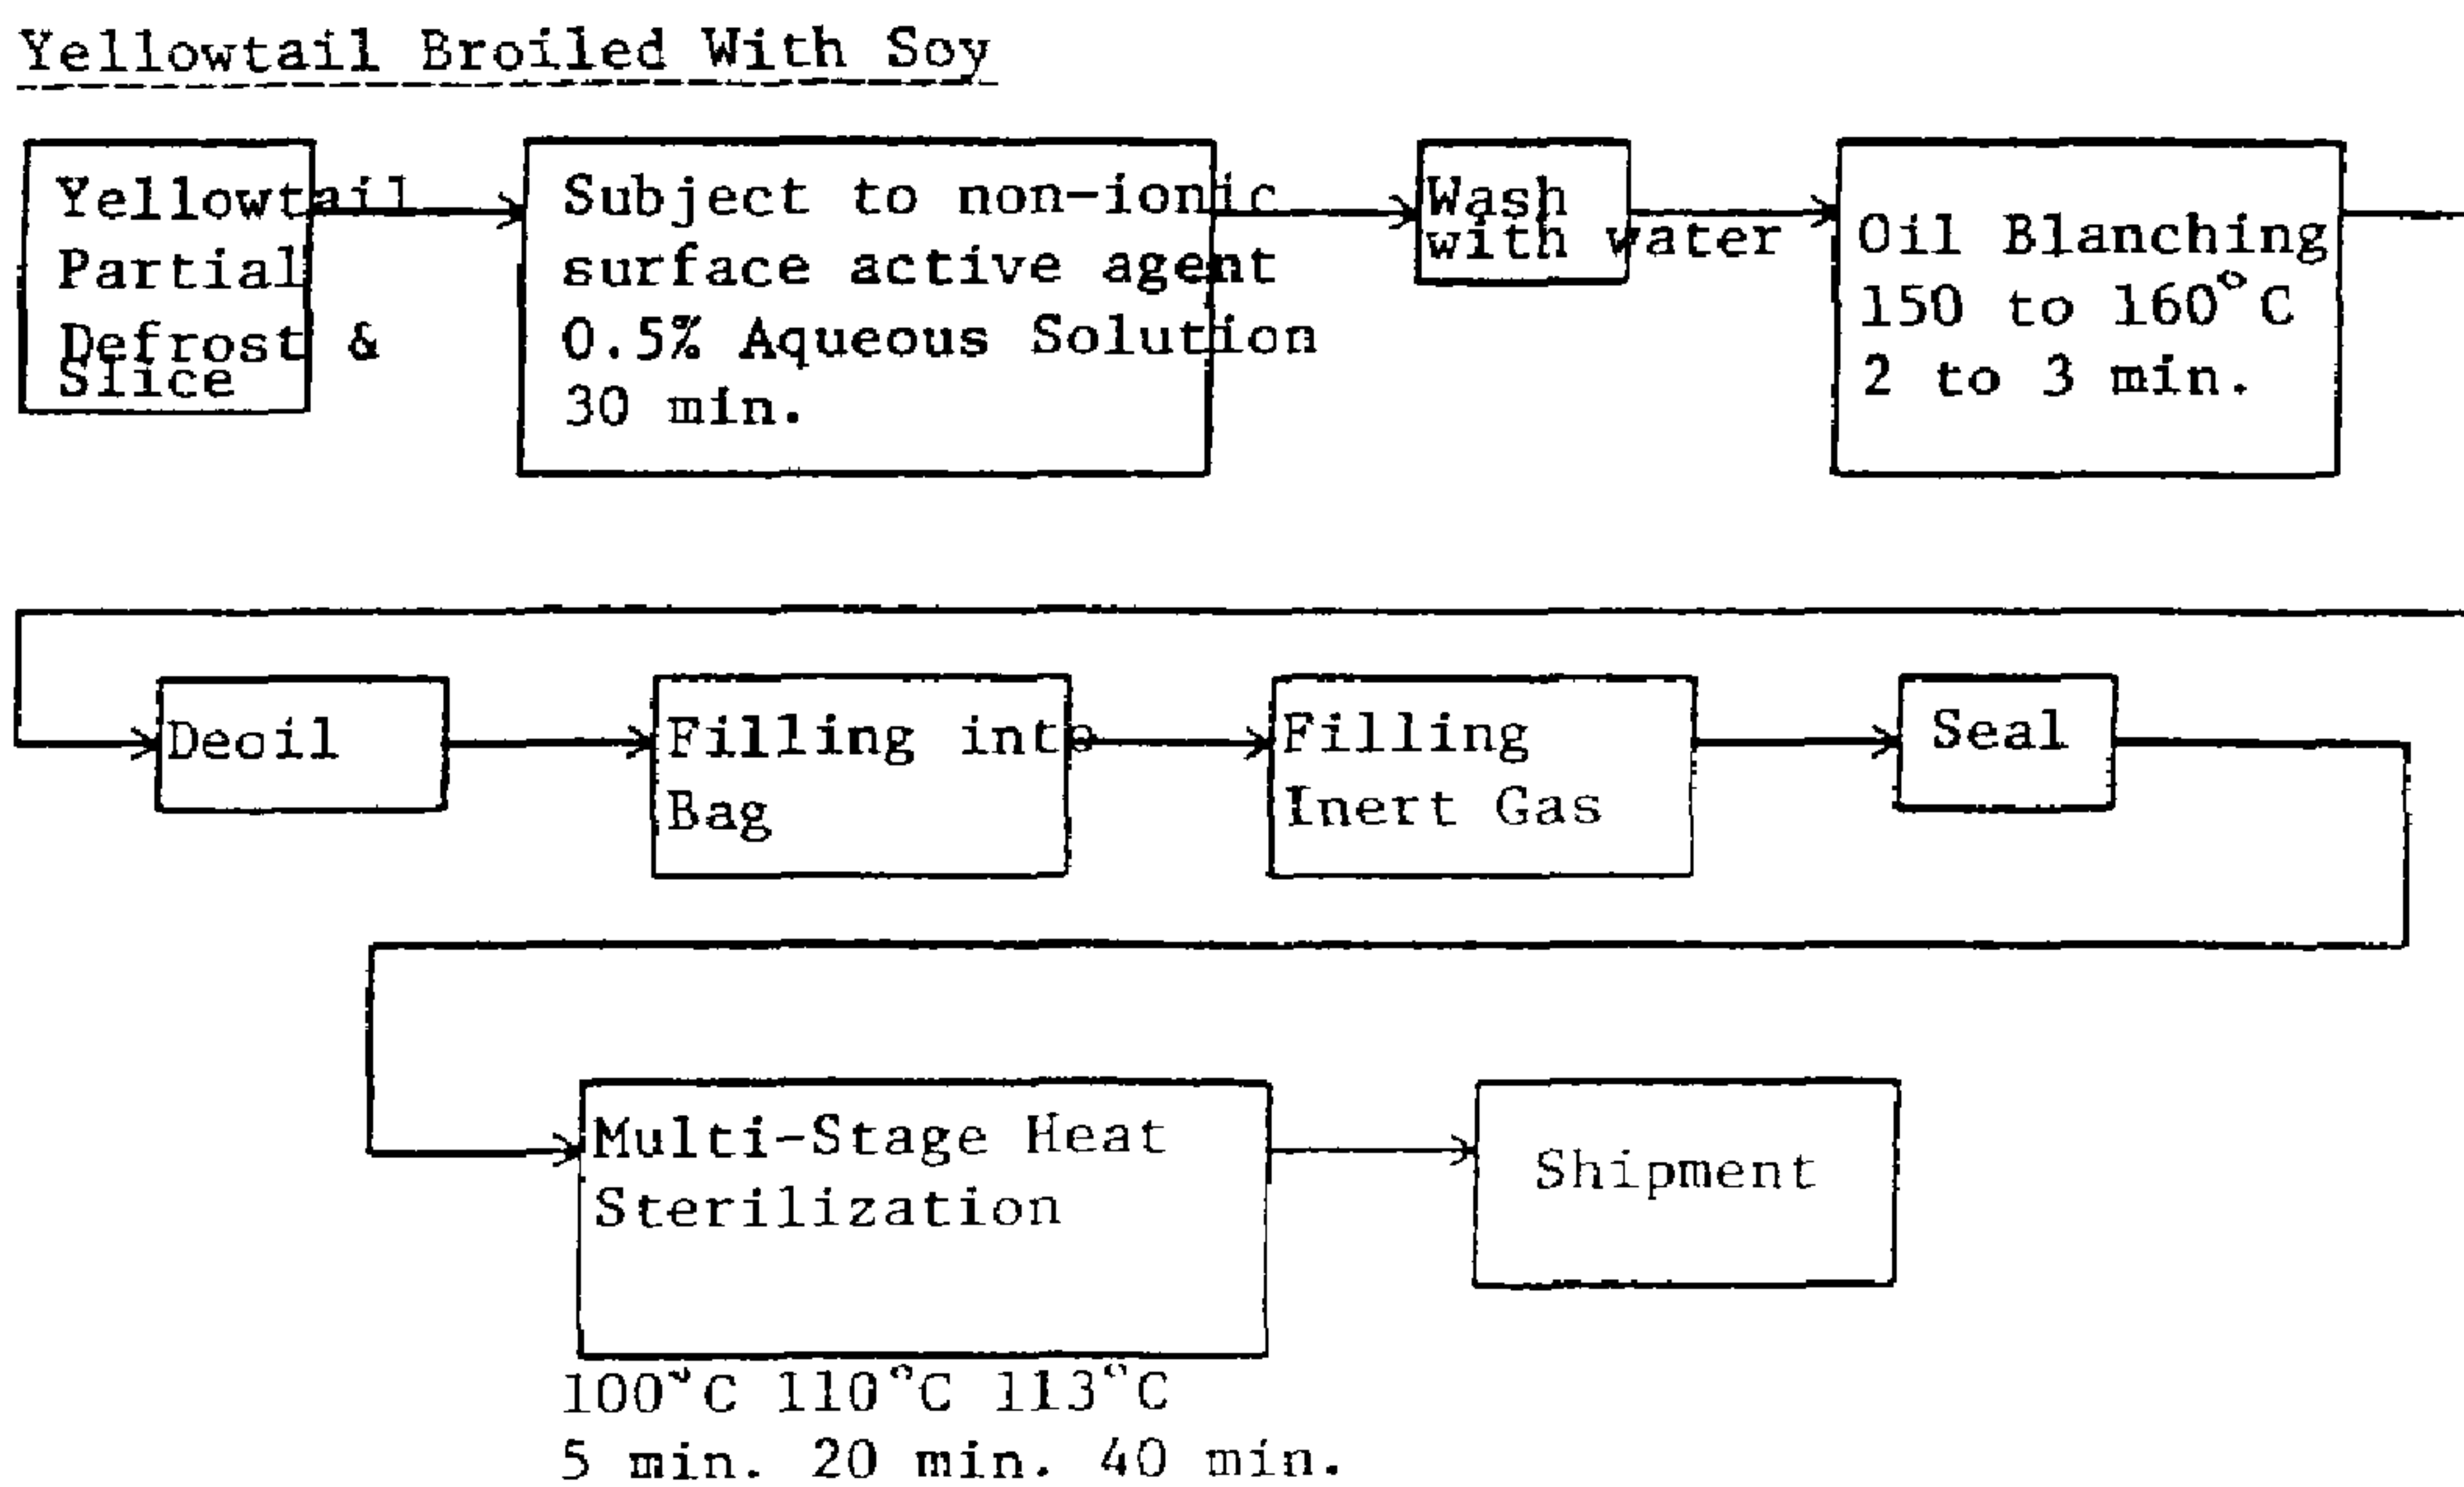 Yellowtail Broiled With Soy
Yellowtail
Partial
Defrost &
Slice
Subject to non-ionic
surface active agent
0.5% Aqueous Solution
30 min.
Wash
with water
Oil Blanching
150 to 160°C
2 to 3 min.
Deoil
Filling into
Bag
Filling
Inert Gas
Seal
Multi-Stage Heat
Sterilization
100°C 110°C 113°C
5 min. 20 min. 40 min.
Shipment